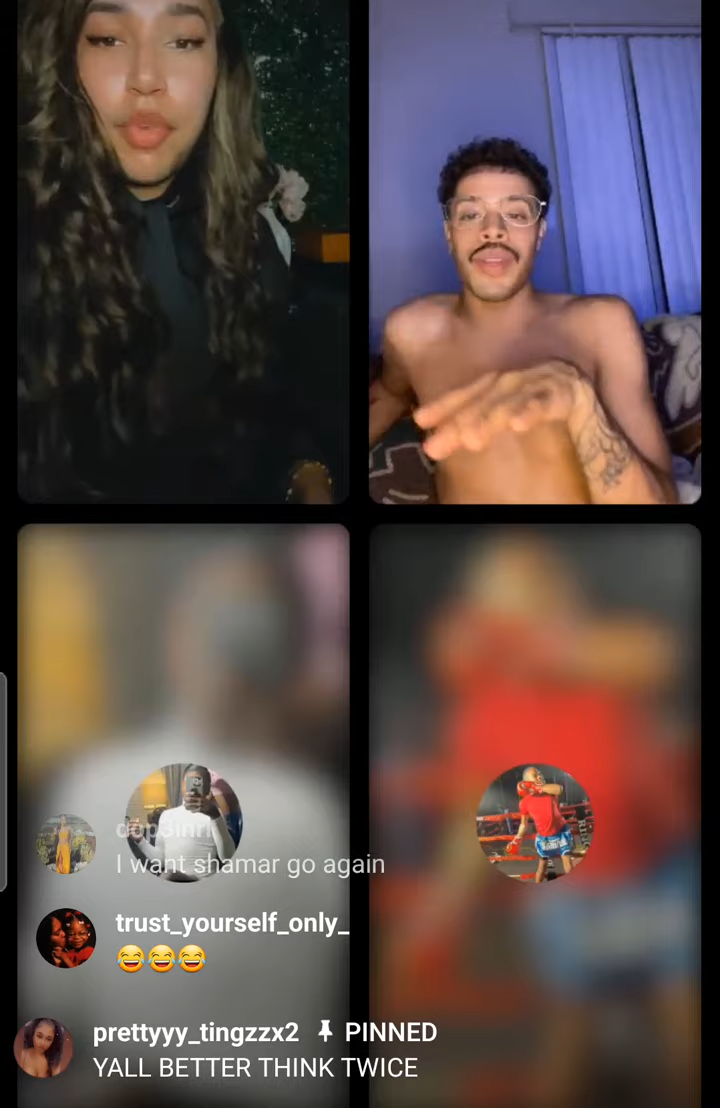 I want shamar go again
trust_yourself_only_
😂😂😂
prettyyy_tingzzx2 📌 PINNED
YALL BETTER THINK TWICE